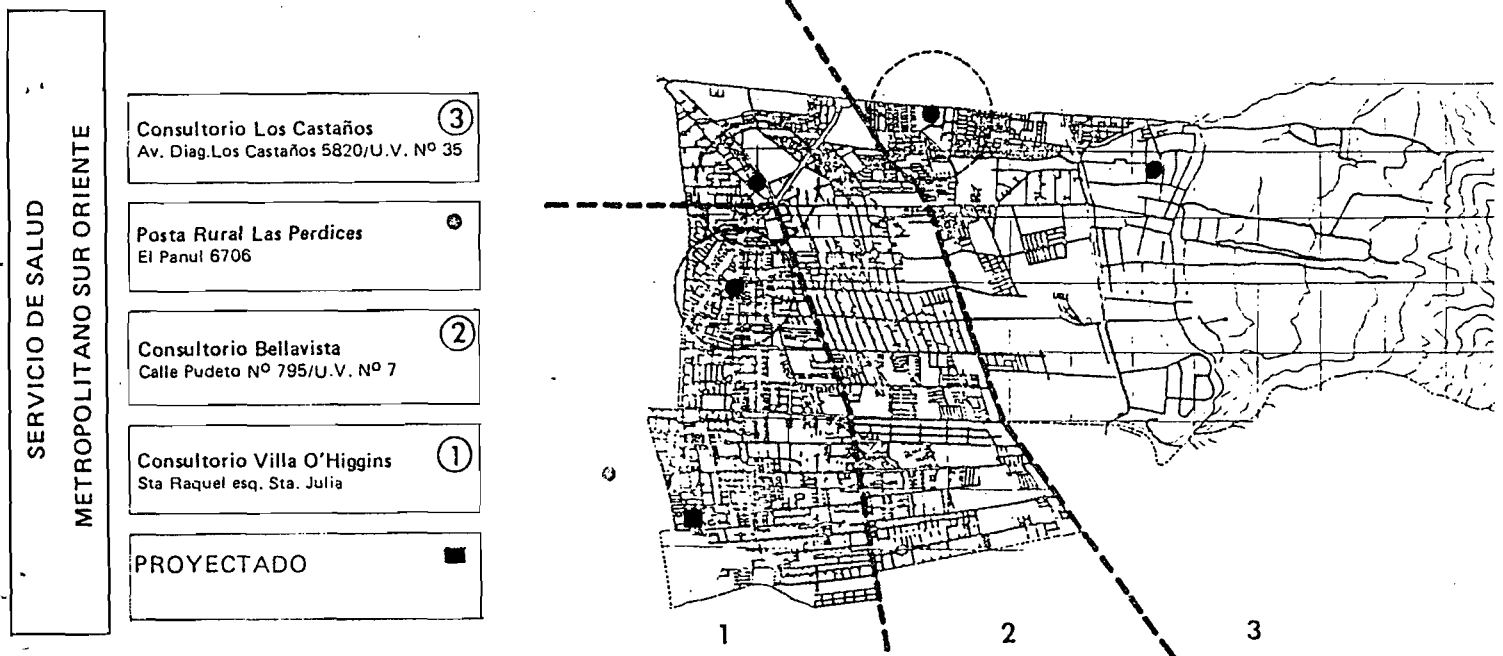 SERVICIO DE SALUD
METROPOLITANO SUR ORIENTE
Consultorio Los Castaños 3
Av. Diag.Los Castaños 5820/U.V. Nº 35
Posta Rural Las Perdices
El Panul 6706
Consultorio Bellavista 2
Calle Pudeto Nº 795/U.V. Nº 7
Consultorio Villa O'Higgins 1
Sta Raquel esq. Sta. Julia
PROYECTADO
1 2 3